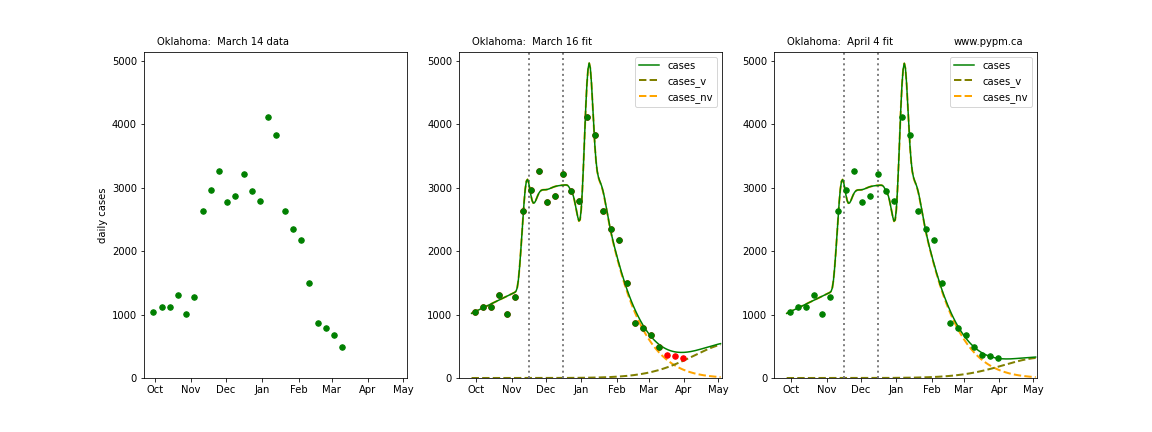 Oklahoma:  March 14 data
5000
4000
3000
2000
1000
0
daily cases
Oct Nov Dec Jan Feb Mar Apr May
Oklahoma:  March 16 fit
cases
cases_v
cases_nv
5000
4000
3000
2000
1000
0
Oct Nov Dec Jan Feb Mar Apr May
Oklahoma:  April 4 fit www.pypm.ca
cases
cases_v
cases_nv
5000
4000
3000
2000
1000
0
Oct Nov Dec Jan Feb Mar Apr May